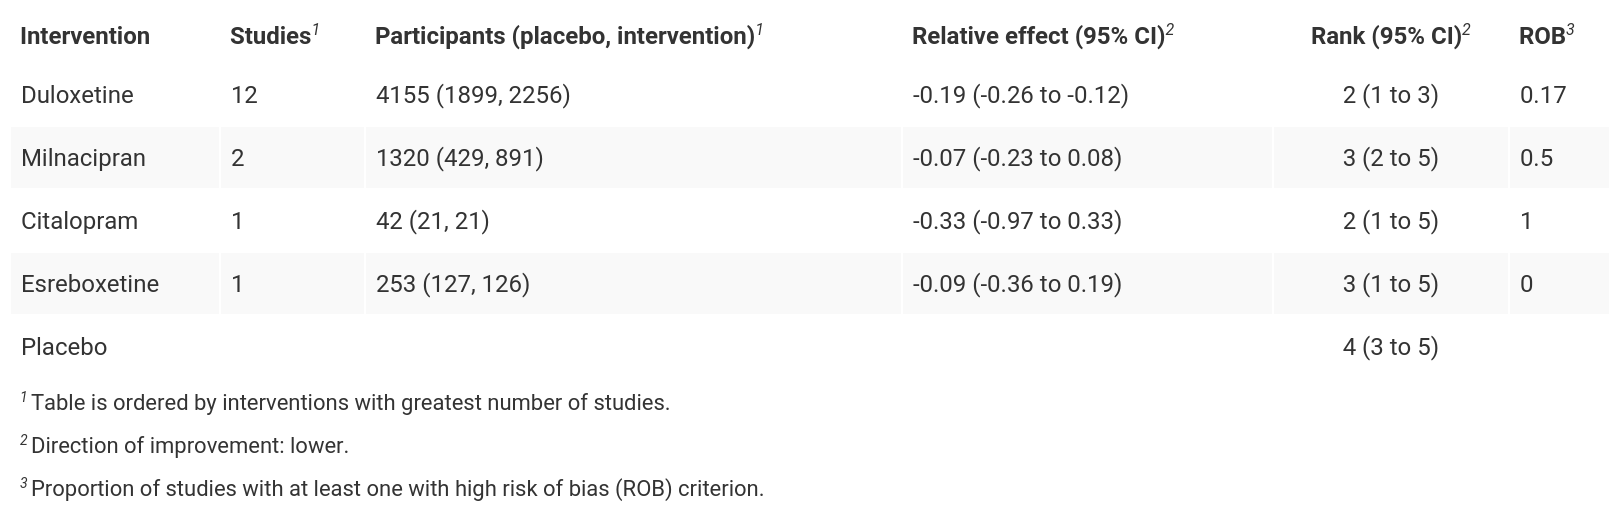 Intervention Studies1 Participants (placebo, intervention)1 Relative effect (95% CI)2 Rank (95% CI)2 ROB3
Duloxetine 12 4155 (1899, 2256) -0.19 (-0.26 to -0.12) 2 (1 to 3) 0.17
Milnacipran 2 1320 (429, 891) -0.07 (-0.23 to 0.08) 3 (2 to 5) 0.5
Citalopram 1 42 (21, 21) -0.33 (-0.97 to 0.33) 2 (1 to 5) 1
Esreboxetine 1 253 (127, 126) -0.09 (-0.36 to 0.19) 3 (1 to 5) 0
Placebo 4 (3 to 5)
1 Table is ordered by interventions with greatest number of studies.
2 Direction of improvement: lower.
3 Proportion of studies with at least one with high risk of bias (ROB) criterion.